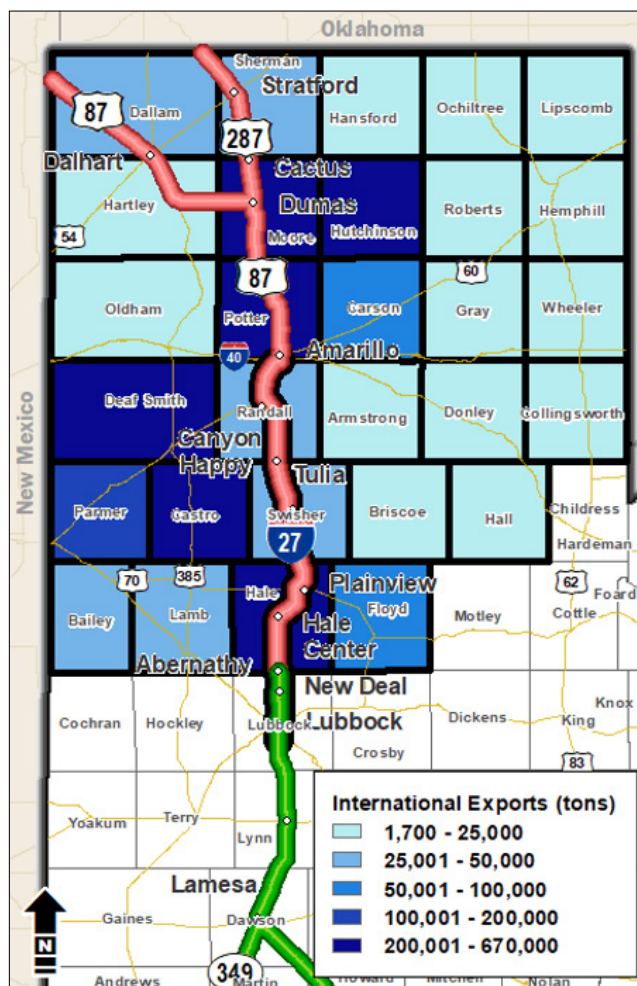 Oklahoma
Sherman
Stratford
Dallam
87
Hansford
Ochiltree
Lipscomb
287
Dalhart
Cactus
Hartley
Dumas
54
Moore
Hutchinson
Roberts
Hemphill
87
60
Oldham
Potter
Carson
Gray
Wheeler
40
Amarillo
Deaf Smith
Randall
Armstrong
Donley
Collingsworth
New Mexico
Canyon
Happy
Tulia
Parmer
Castro
Swisher
Briscoe
Hall
Childress
27
Hardeman
70
385
Plainview
62
Foard
Bailey
Lamb
Hale
Floyd
Motley
Cottle
Hale
Center
Abernathy
New Deal
Cochran
Hockley
Lubbock
Lubbock
Dickens
King
Knox
Crosby
83
International Exports (tons)
1,700 - 25,000
25,001 - 50,000
50,001 - 100,000
100,001 - 200,000
200,001 - 670,000
Yoakum
Terry
Lynn
Lamesa
Gaines
Dawson
N
349
Andrews
Martin
Howard
Mitchell
Nolan